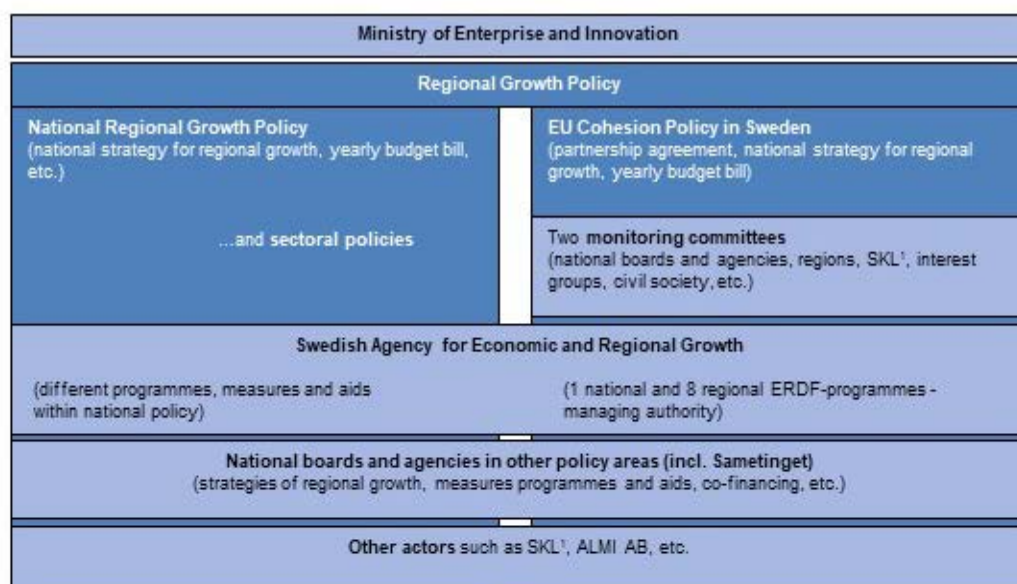 Ministry of Enterprise and Innovation
Regional Growth Policy
National Regional Growth Policy
(national strategy for regional growth, yearly budget bill,
etc.)
...and sectoral policies
EU Cohesion Policy in Sweden
(partnership agreement, national strategy for regional
growth, yearly budget bill)
Two monitoring committees
(national boards and agencies, regions, SKL¹, interest
groups, civil society, etc.)
Swedish Agency for Economic and Regional Growth
(different programmes, measures and aids
within national policy)
(1 national and 8 regional ERDF-programmes -
managing authority)
National boards and agencies in other policy areas (incl. Sametinget)
(strategies of regional growth, measures programmes and aids, co-financing, etc.)
Other actors such as SKL¹, ALMI AB, etc.